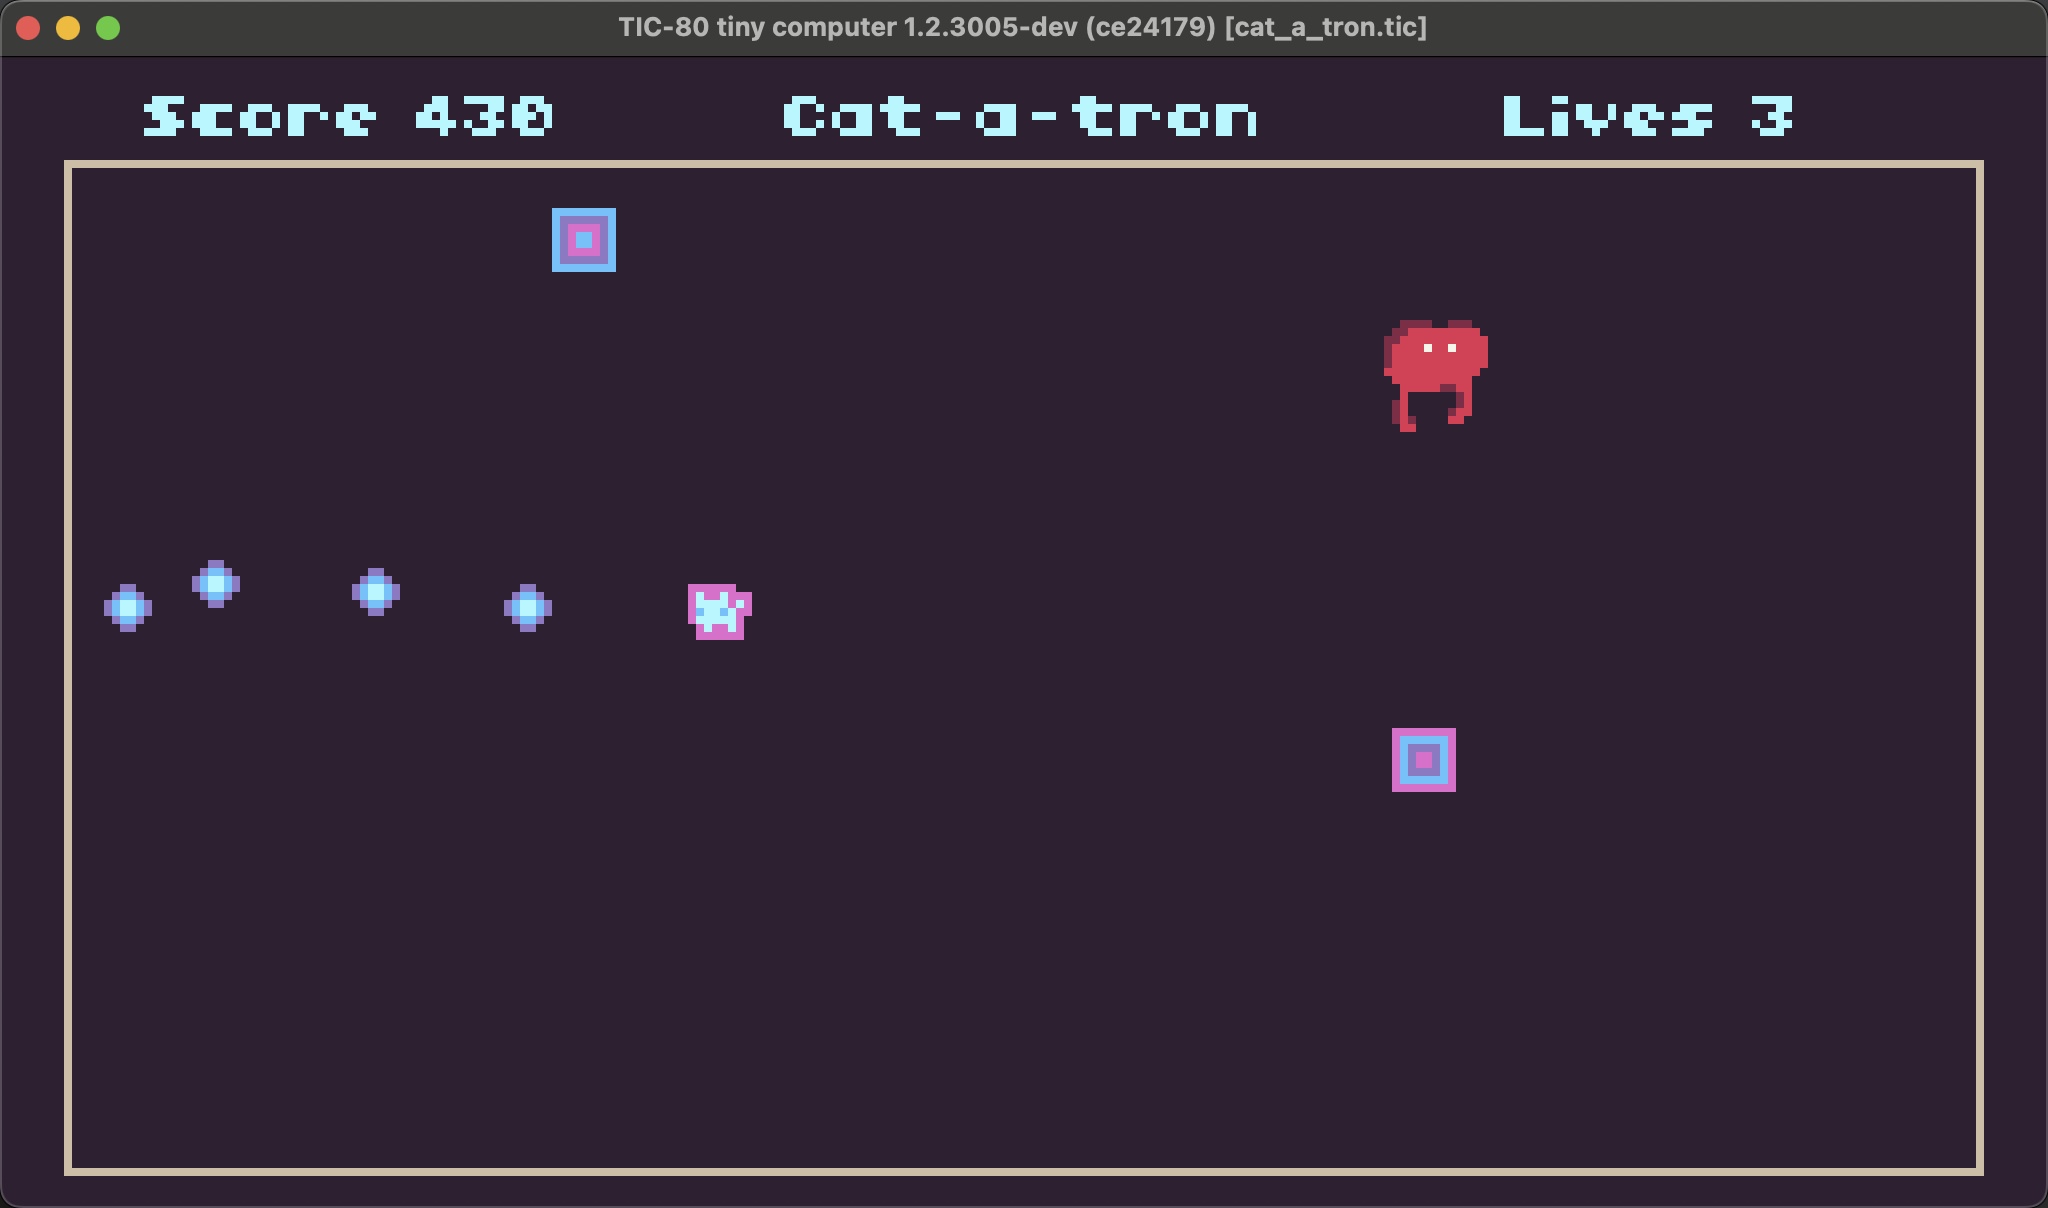 TIC-80 tiny computer 1.2.3005-dev (ce24179) [cat_a_tron.tic]
Score 430 Cat-a-tron Lives 3